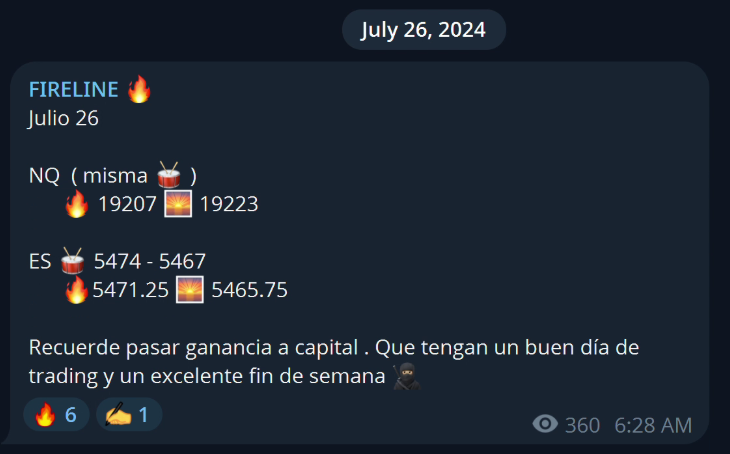 July 26, 2024
FIRELINE 🔥
Julio 26
NQ ( misma 🥁 )
🔥 19207 🌅 19223
ES 🥁 5474 - 5467
🔥5471.25 🌅 5465.75
Recuerde pasar ganancia a capital . Que tengan un buen día de
trading y un excelente fin de semana 🥷
🔥 6 ✍️ 1
360 6:28 AM